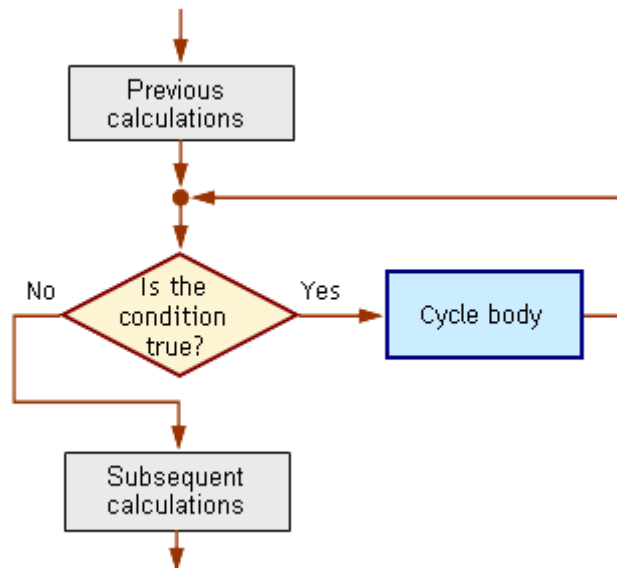 Previous
calculations
No
Is the
condition
true?
Yes
Cycle body
Subsequent
calculations